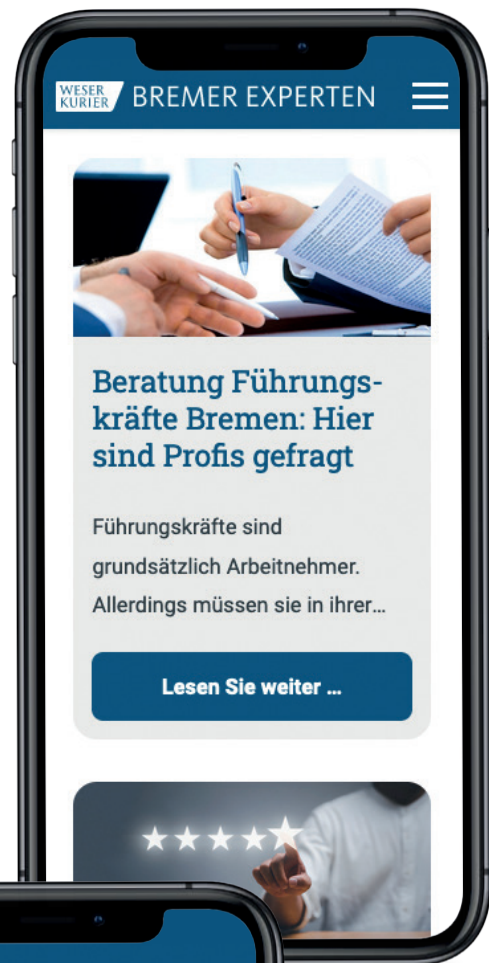 WESER
KURIER
BREMER EXPERTEN
Beratung Führungs-
kräfte Bremen: Hier
sind Profis gefragt
Führungskräfte sind
grundsätzlich Arbeitnehmer.
Allerdings müssen sie in ihrer...
Lesen Sie weiter ...